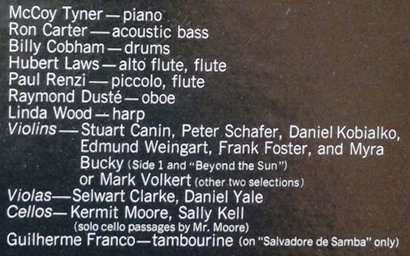 McCoy Tyner—piano
Ron Carter—acoustic bass
Billy Cobham—drums
Hubert Laws—alto flute, flute
Paul Renzi—piccolo, flute
Raymond Dusté—oboe
Linda Wood—harp
Violins—Stuart Canin, Peter Schafer, Daniel Kobialko,
Edmund Weingart, Frank Foster, and Myra
Bucky (Side 1 and "Beyond the Sun")
or Mark Volkert (other two selections)
Violas—Selwart Clarke, Daniel Yale
Cellos—Kermit Moore, Sally Kell
(solo cello passages by Mr. Moore)
Guilherme Franco—tambourine (on "Salvadore de Samba" only)